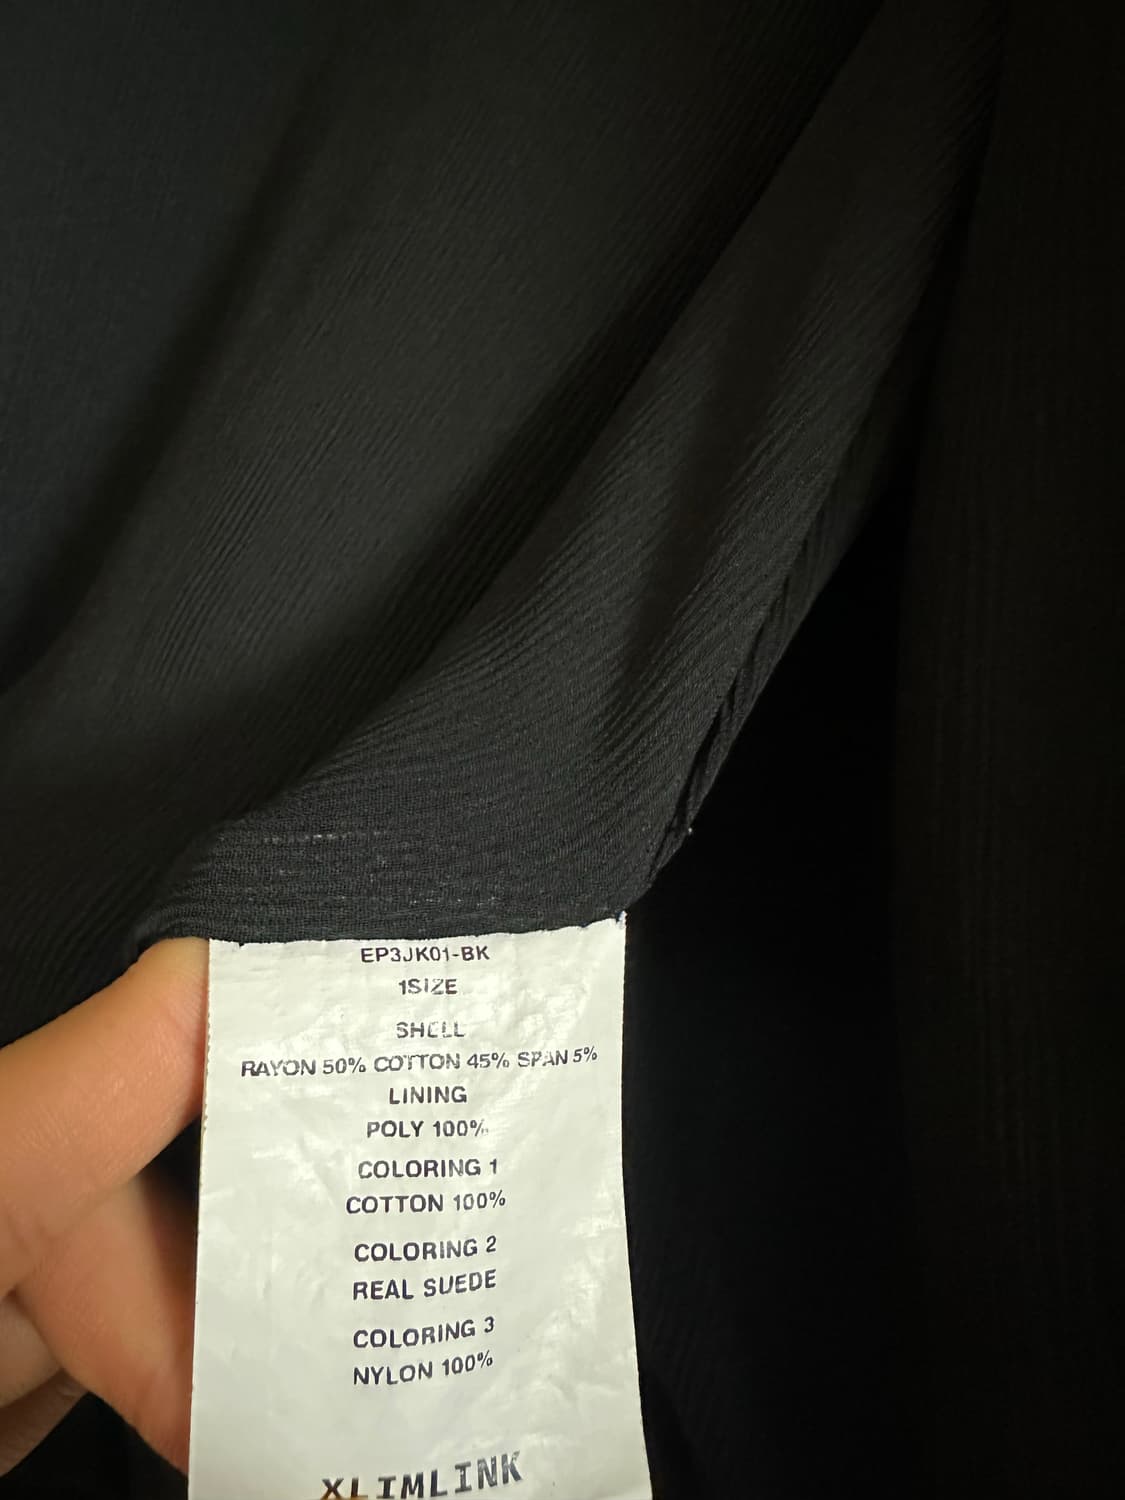 EP3JK01-BK
1SIZE
SHELL
RAYON 50% COTTON 45% SPAN 5%
LINING
POLY 100%
COLORING 1
COTTON 100%
COLORING 2
REAL SUEDE
COLORING 3
NYLON 100%
XLIMLINK